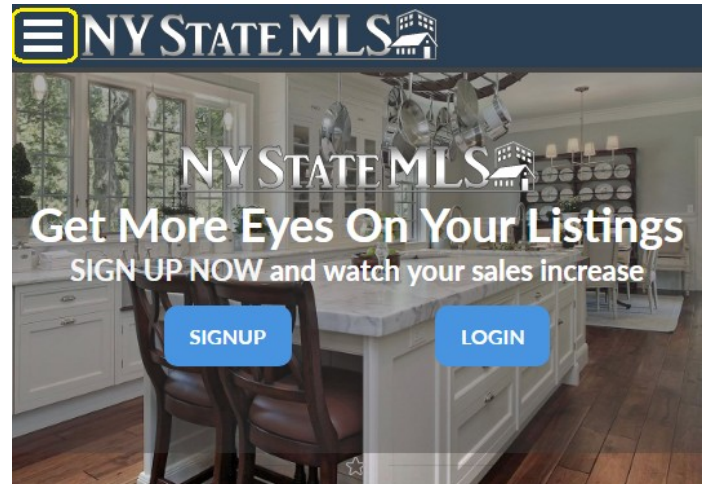 NY STATE MLS
NY STATE MLS
Get More Eyes On Your Listings
SIGN UP NOW and watch your sales increase
SIGNUP LOGIN